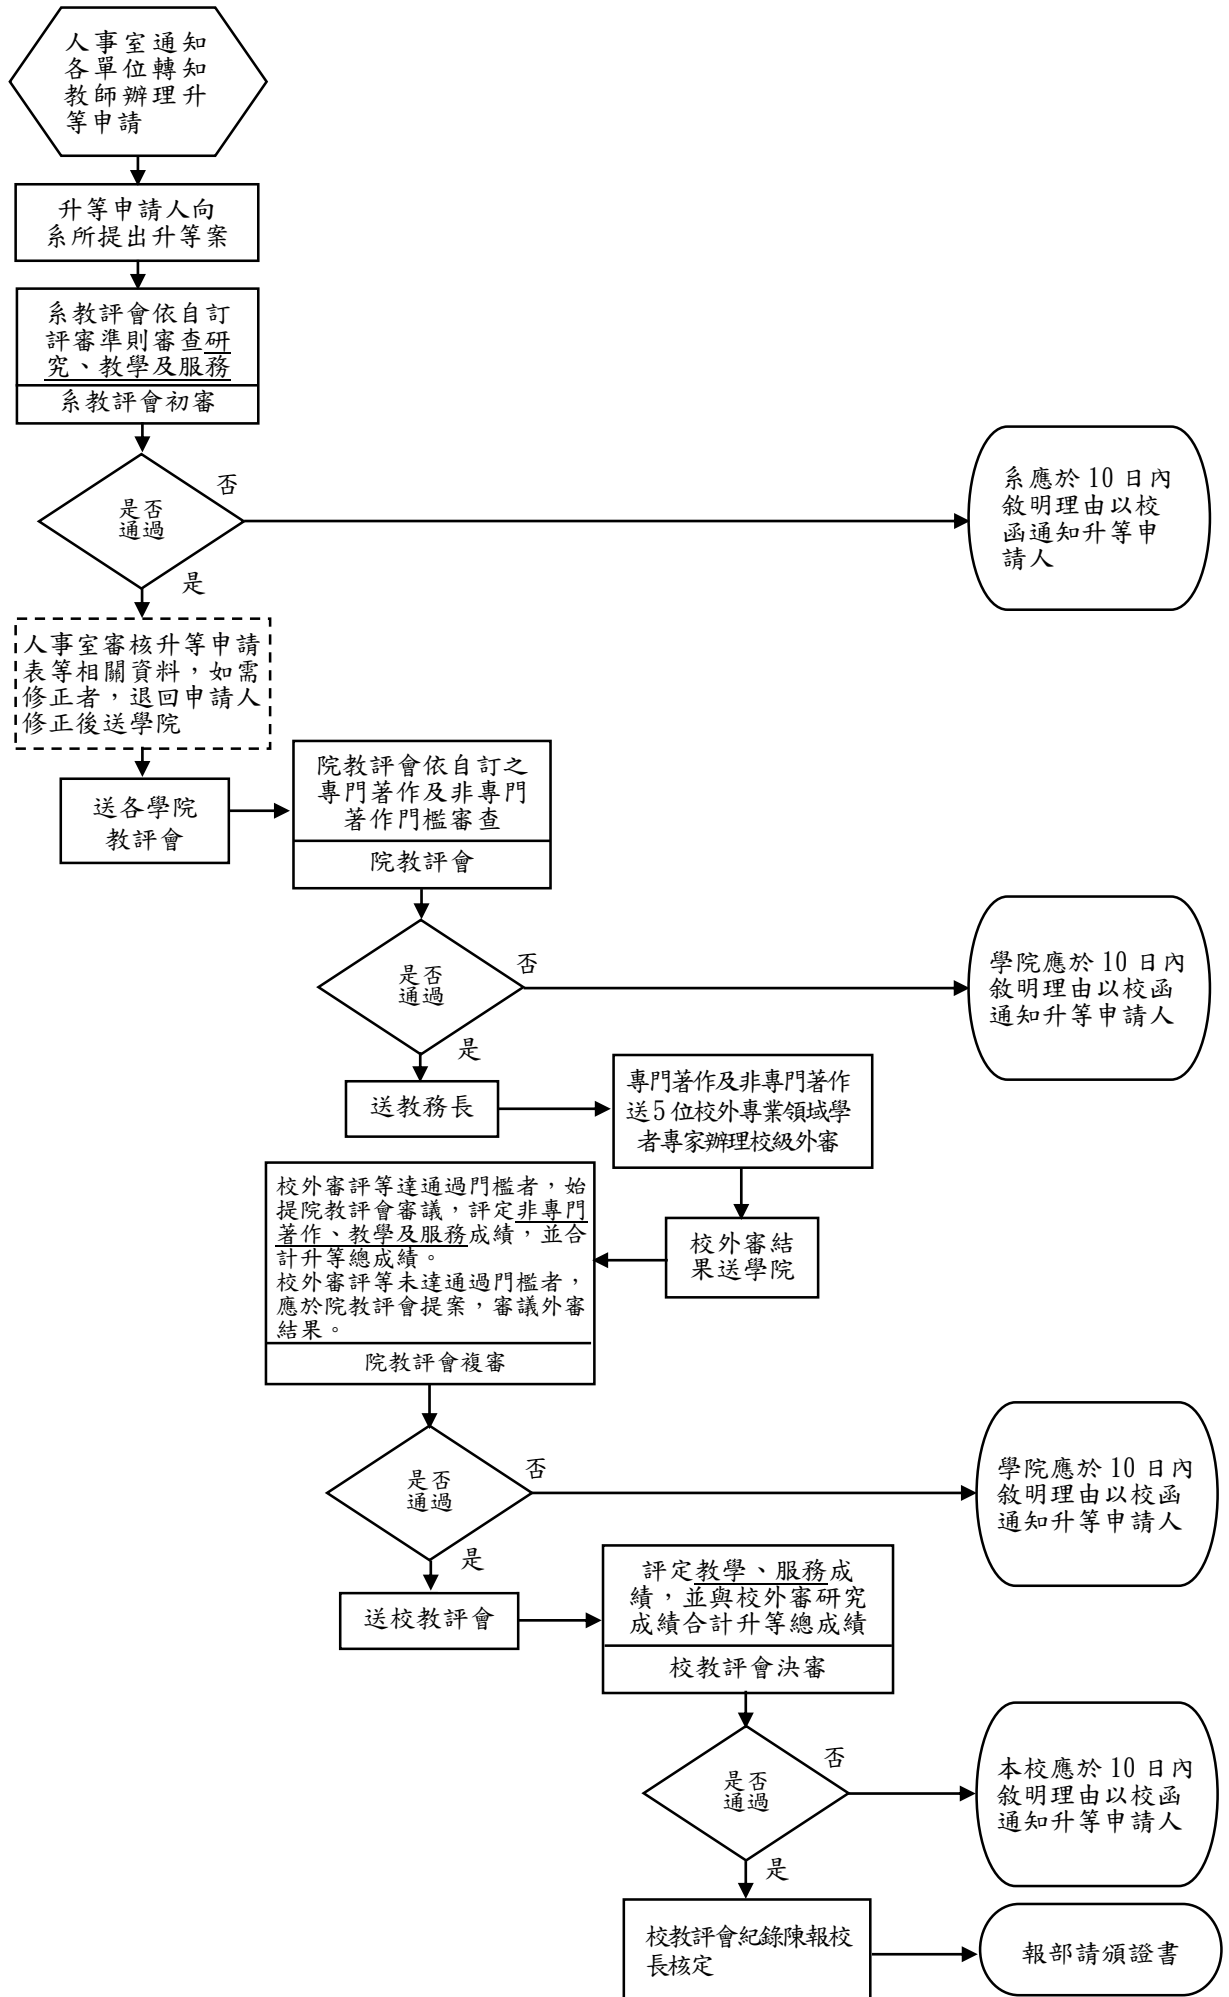 人事室通知
各單位轉知
教師辦理升
等申請
升等申請人向
系所提出升等案
系教評會依自訂
評審準則審查研
究、教學及服務
系教評會初審
是否
通過
否
是
系應於 10 日內
敘明理由以校
函通知升等申
請人
人事室審核升等申請
表等相關資料，如需
修正者，退回申請人
修正後送學院
送各學院
教評會
院教評會依自訂之
專門著作及非專門
著作門檻審查
院教評會
是否
通過
否
是
學院應於 10 日內
敘明理由以校函
通知升等申請人
送教務長
專門著作及非專門著作
送 5 位校外專業領域學
者專家辦理校級外審
校外審結
果送學院
校外審評等達通過門檻者，始
提院教評會審議，評定非專門
著作、教學及服務成績，並合
計升等總成績。
校外審評等未達通過門檻者，
應於院教評會提案，審議外審
結果。
院教評會複審
是否
通過
否
是
學院應於 10 日內
敘明理由以校函
通知升等申請人
送校教評會
評定教學、服務成
績，並與校外審研究
成績合計升等總成績
校教評會決審
是否
通過
否
是
本校應於 10 日內
敘明理由以校函
通知升等申請人
校教評會紀錄陳報校
長核定
報部請頒證書